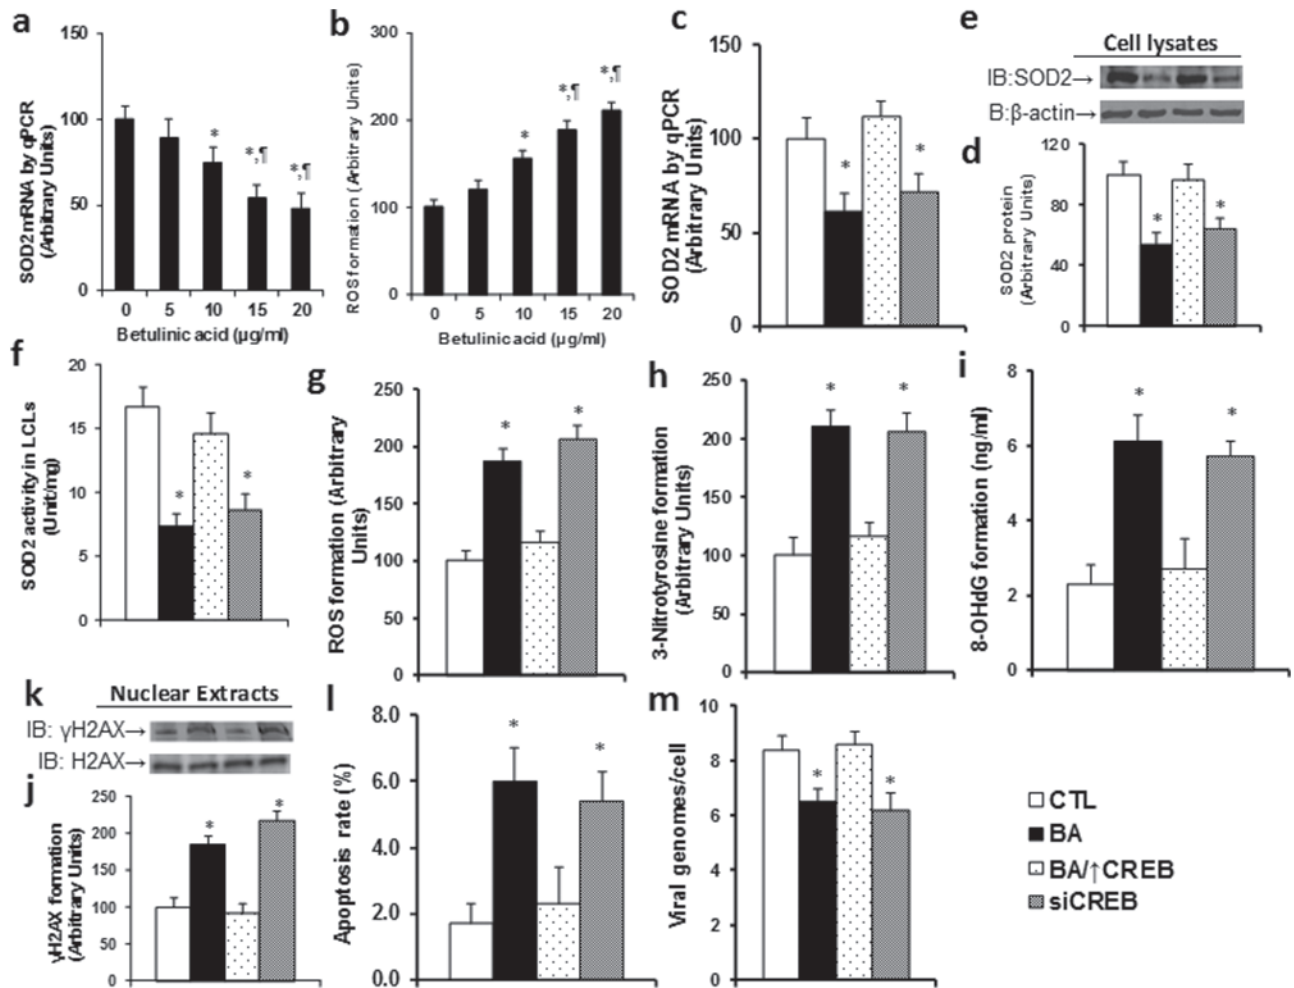 a
150
100
50
0
SOD2 mRNA by qPCR
(Arbitrary Units)
*
*,¶
*,¶
0 5 10 15 20
Betulinic acid (µg/ml)
b
300
200
100
0
ROS formation (Arbitrary Units)
*
*,¶
*,¶
0 5 10 15 20
Betulinic acid (µg/ml)
c
150
100
50
0
SOD2 mRNA by qPCR
(Arbitrary Units)
*
*
e
Cell lysates
IB:SOD2→
B:β-actin→
d
120
80
40
0
SOD2 protein
(Arbitrary Units)
*
*
f
20
15
10
5
0
SOD2 activity in LCLs
(Unit/mg)
*
*
g
250
200
150
100
50
0
ROS formation (Arbitrary
Units)
*
*
h
250
200
150
100
50
0
3-Nitrotyrosine formation
(Arbitrary Units)
*
*
i
8
6
4
2
0
8-OHdG formation (ng/ml)
*
*
k
Nuclear Extracts
IB: γH2AX→
IB: H2AX→
j
250
200
150
100
50
0
γH2AX formation
(Arbitrary Units)
*
*
l
8.0
6.0
4.0
2.0
0.0
Apoptosis rate (%)
*
*
m
10
8
6
4
2
0
Viral genomes/cell
*
*
CTL
BA
BA/↑CREB
siCREB